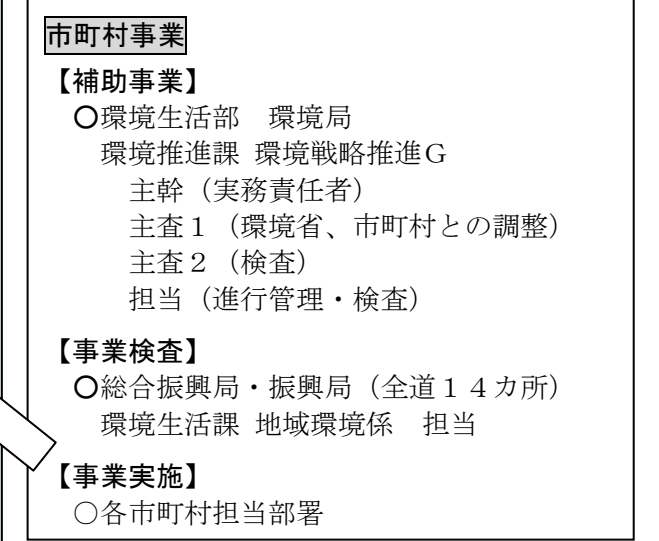 市町村事業
【補助事業】
○環境生活部　環境局
環境推進課 環境戦略推進Ｇ
主幹（実務責任者）
主査１（環境省、市町村との調整）
主査２（検査）
担当（進行管理・検査）
【事業検査】
○総合振興局・振興局（全道１４カ所）
環境生活課 地域環境係　担当
【事業実施】
○各市町村担当部署